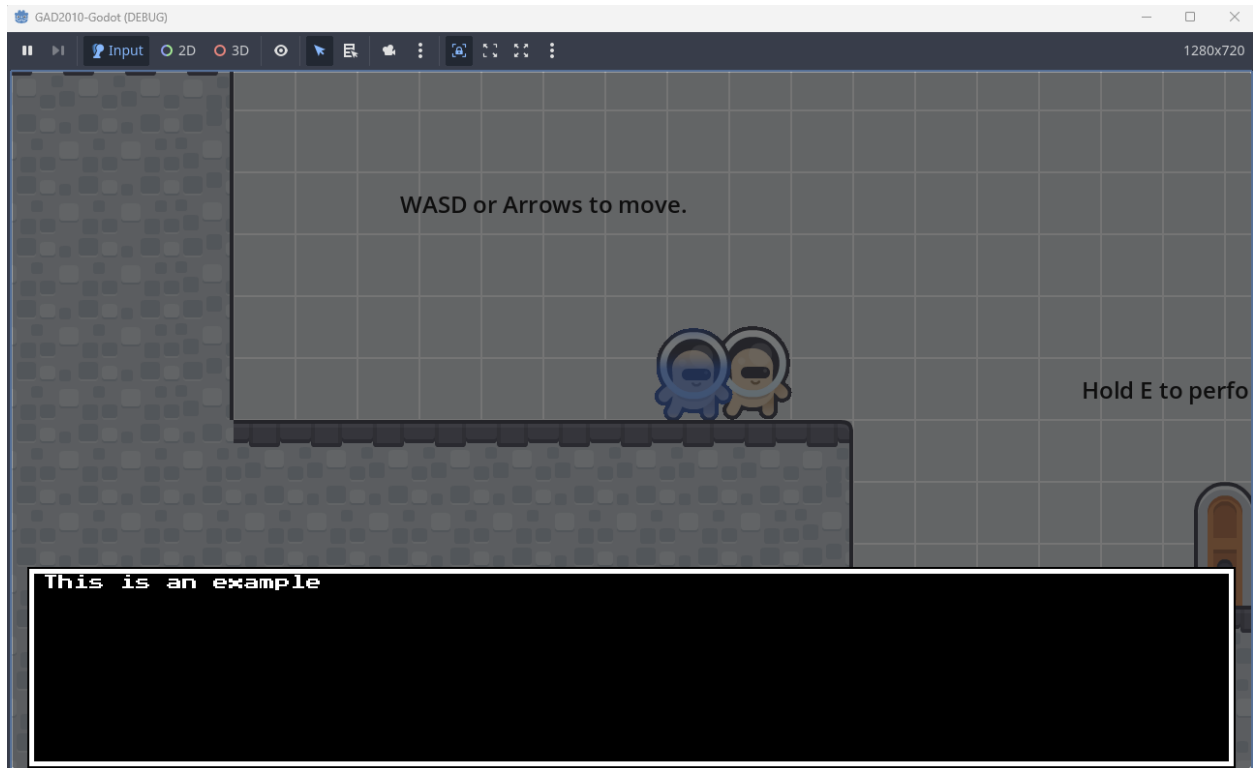 GAD2010-Godot (DEBUG)
Input 2D 3D 1280x720
WASD or Arrows to move.
Hold E to perfo
This is an example